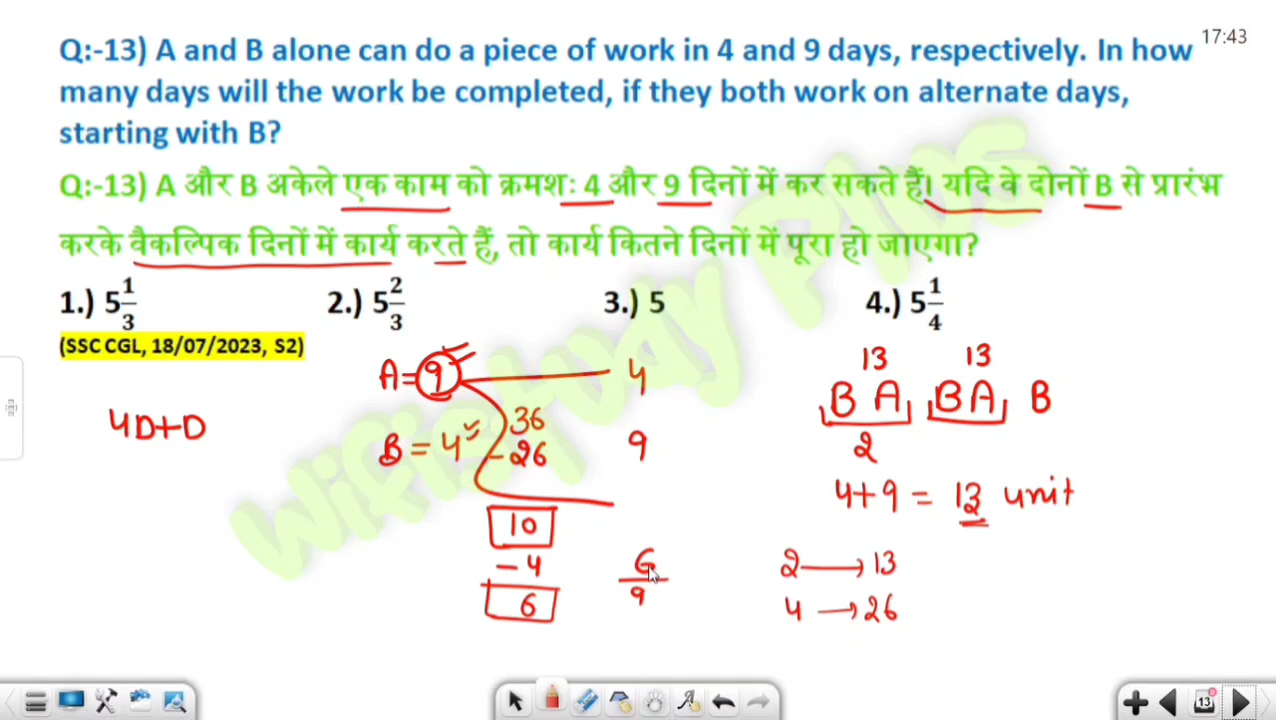 17:43
Q:-13) A and B alone can do a piece of work in 4 and 9 days, respectively. In how
many days will the work be completed, if they both work on alternate days,
starting with B?
Q:-13) A और B अकेले एक काम को क्रमश: 4 और 9 दिनों में कर सकते हैं। यदि वे दोनों B से प्रारंभ
करके वैकल्पिक दिनों में कार्य करते हैं, तो कार्य कितने दिनों में पूरा हो जाएगा?
1.) 5 1/3 2.) 5 2/3 3.) 5 4.) 5 1/4
(SSC CGL, 18/07/2023, S2)
wifistudy Pins
4D+D
A=9 4
B = 4 9
36
-26
10
-4
6
6/9
13 13
B A B A B
2
4+9 = 13 unit
2 → 13
4 → 26
13